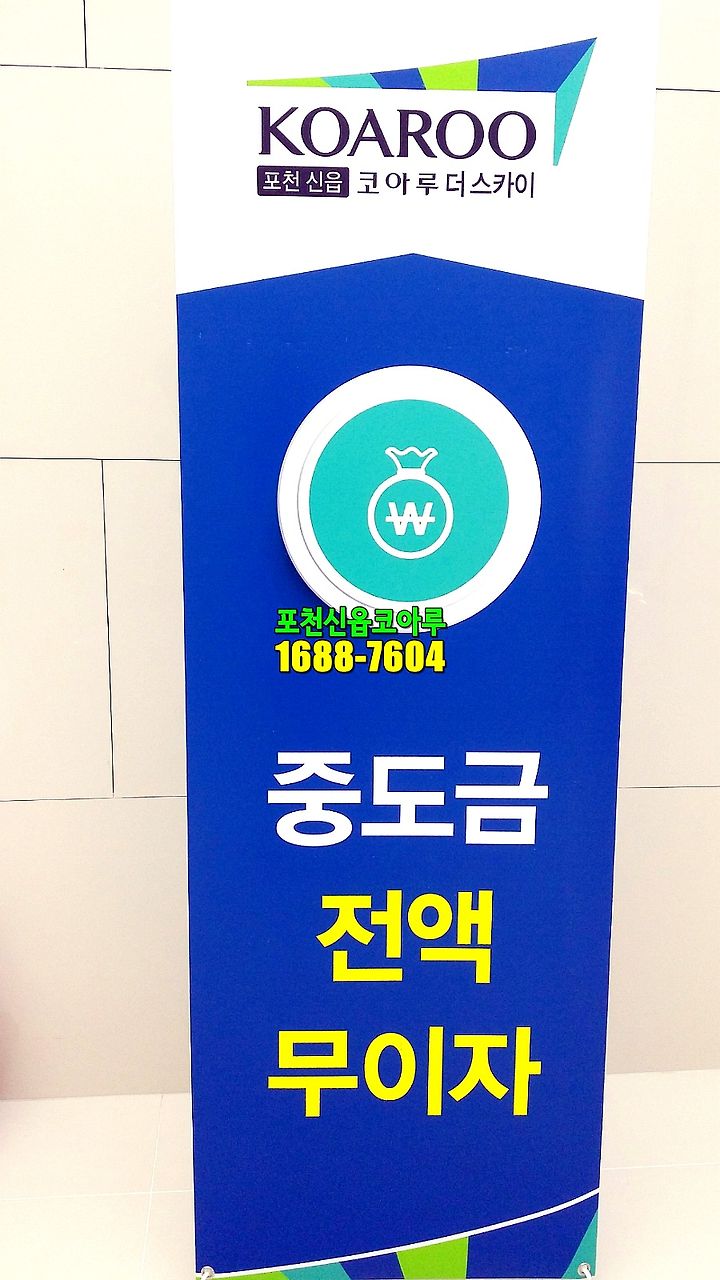 KOAROO
포천 신읍 코아루 더스카이
₩
포천신읍코아루
1688-7604
중도금
전액
무이자